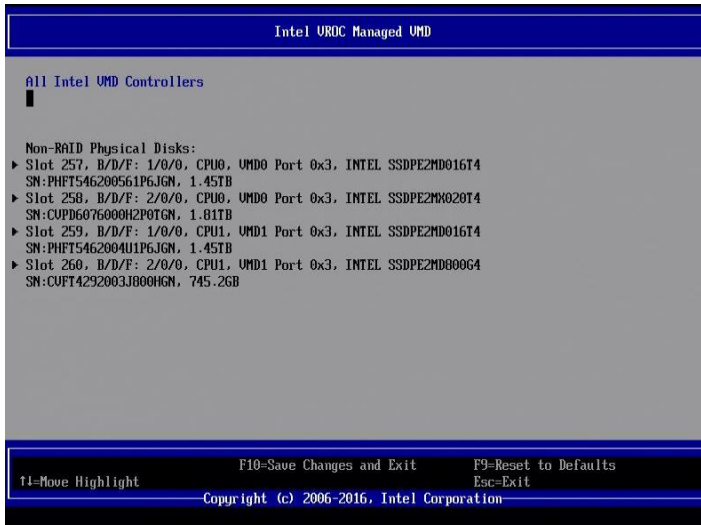 Intel VROC Managed VMD
All Intel VMD Controllers
Non-RAID Physical Disks:
Slot 257, B/D/F: 1/0/0, CPU0, VMD0 Port 0x3, INTEL SSDPE2MD016T4
SN:PHFT546200561P6JGN, 1.45TB
Slot 258, B/D/F: 2/0/0, CPU0, VMD0 Port 0x3, INTEL SSDPE2MX020T4
SN:CVPD6076000H2P0TGN, 1.81TB
Slot 259, B/D/F: 1/0/0, CPU1, VMD1 Port 0x3, INTEL SSDPE2MD016T4
SN:PHFT5462004U1P6JGN, 1.45TB
Slot 260, B/D/F: 2/0/0, CPU1, VMD1 Port 0x3, INTEL SSDPE2MD800G4
SN:CVFT4292003J800HGN, 745.2GB
F10=Save Changes and Exit F9=Reset to Defaults
↑↓=Move Highlight Esc=Exit
Copyright (c) 2006-2016, Intel Corporation